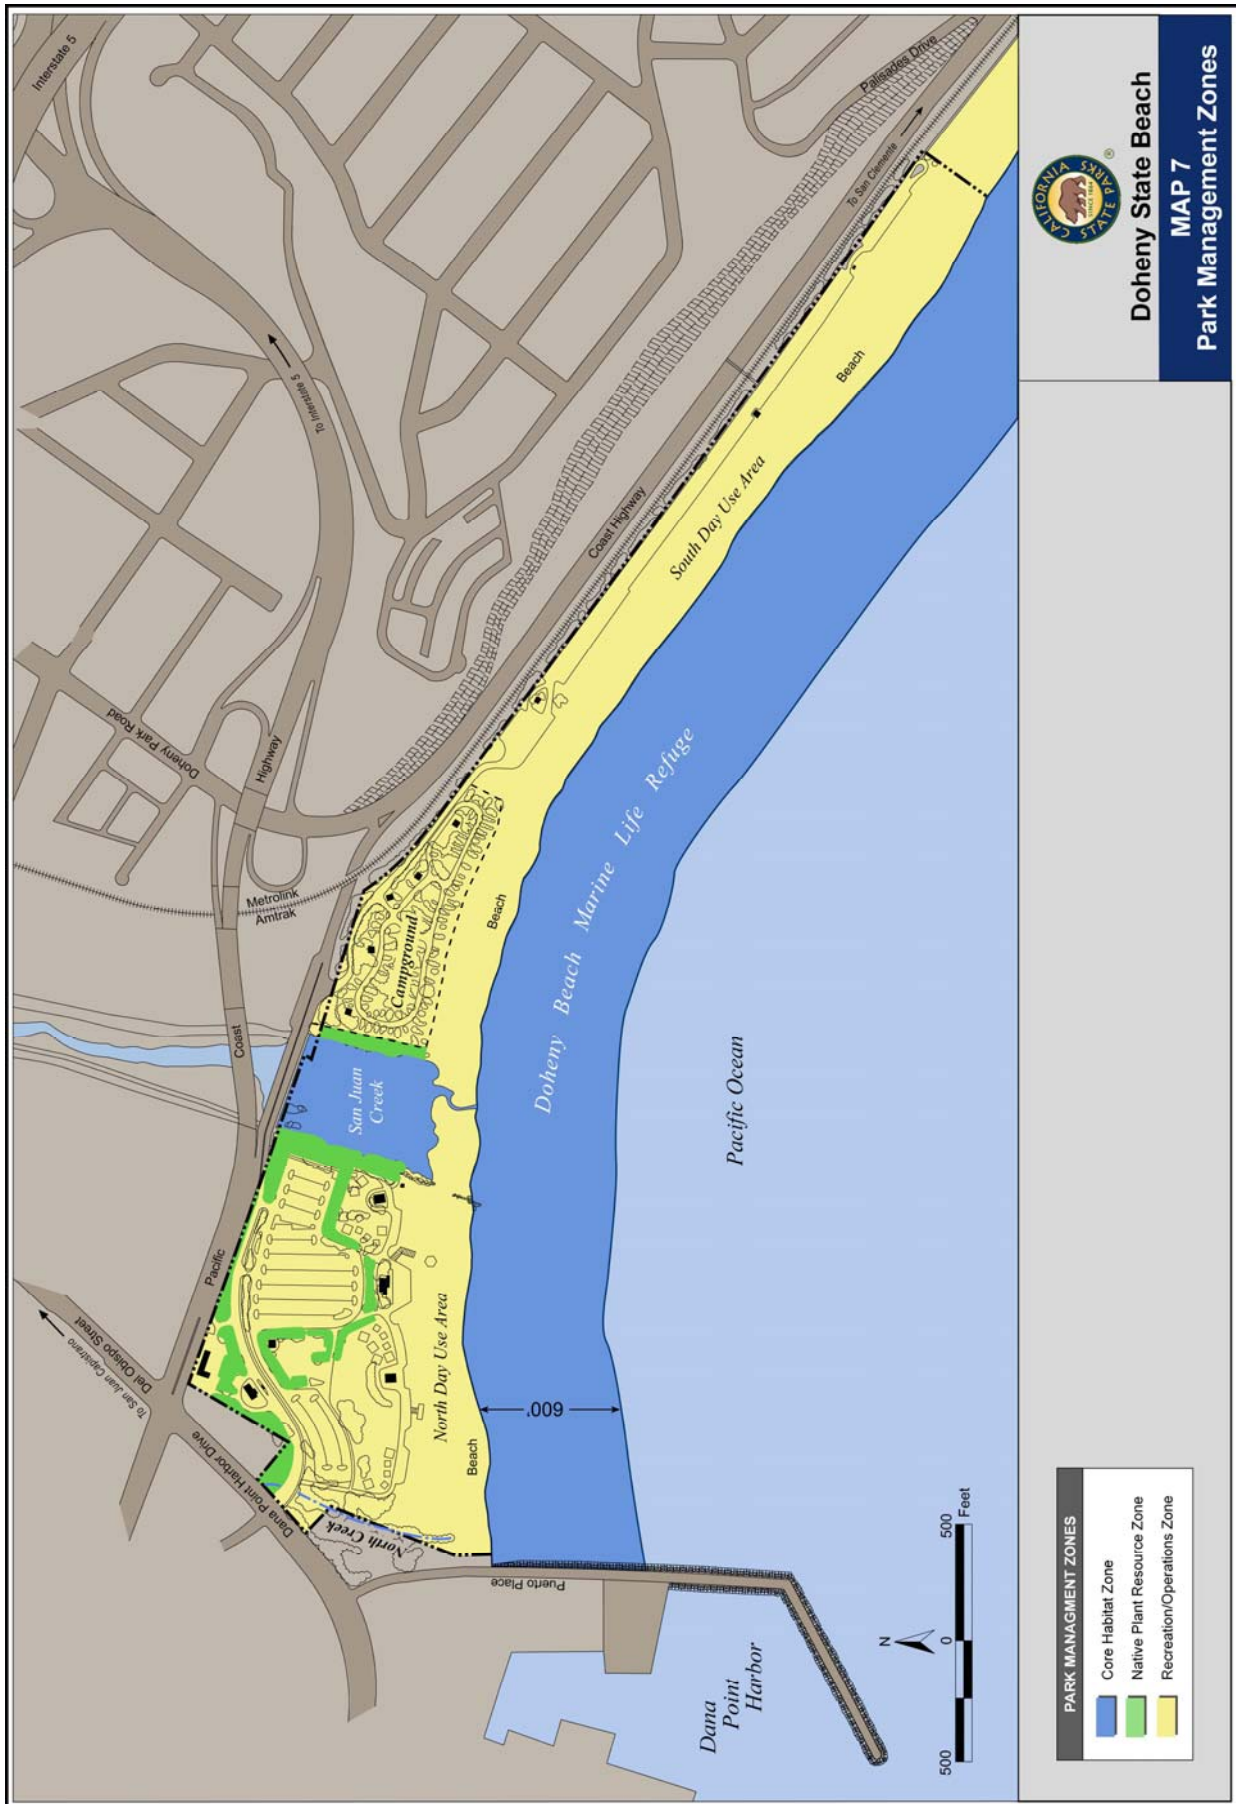 Interstate 5
Palisades Drive
To San Clemente
To Interstate 5
Coast Highway
Doheny Park Road
Highway
Metrolink
Amtrak
Coast
Pacific
Del Obispo Street
To San Juan Capistrano
Dana Point Harbor Drive
North Creek
Puerto Place
Campground
San Juan
Creek
North Day Use Area
South Day Use Area
Beach
Beach
Beach
Doheny Beach Marine Life Refuge
600'
Pacific Ocean
Dana
Point
Harbor
N
500 0 500
Feet
PARK MANAGMENT ZONES
Core Habitat Zone
Native Plant Resource Zone
Recreation/Operations Zone
CALIFORNIA
SINCE 1864
STATE PARKS
®
Doheny State Beach
MAP 7
Park Management Zones